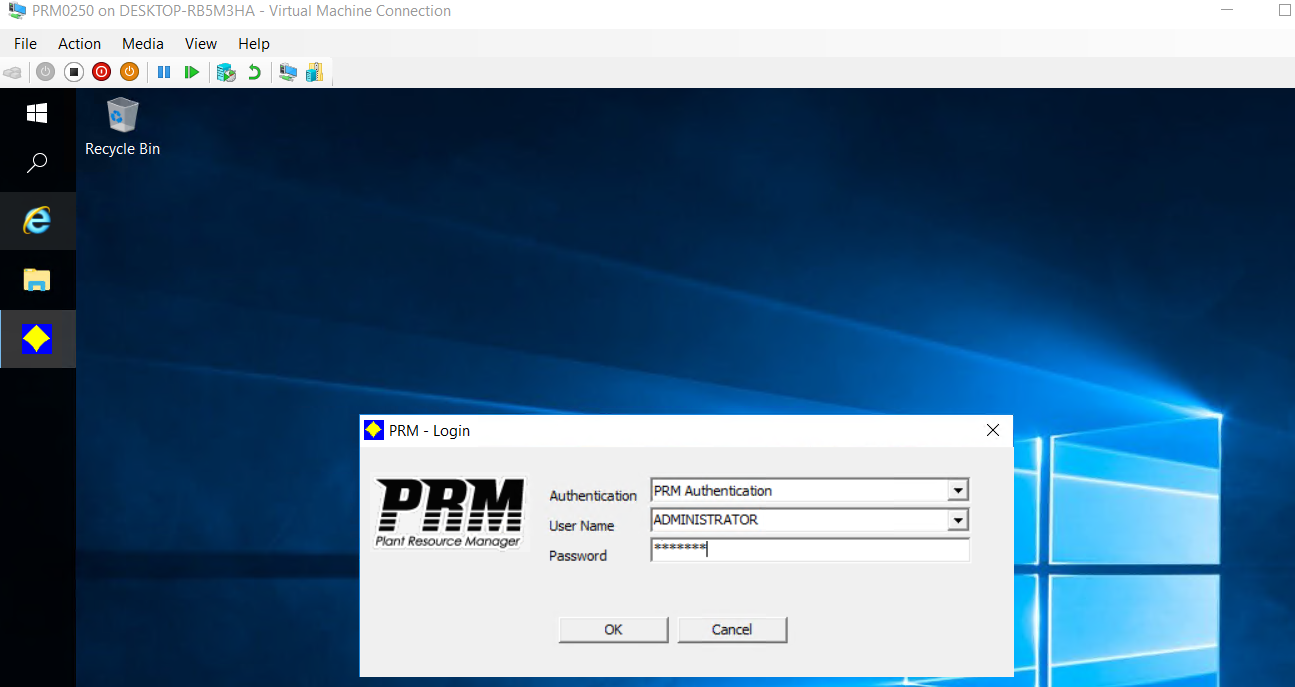 PRM0250 on DESKTOP-RB5M3HA - Virtual Machine Connection
File Action Media View Help
Recycle Bin
PRM - Login
PRM
Plant Resource Manager
Authentication PRM Authentication
User Name ADMINISTRATOR
Password *******
OK Cancel